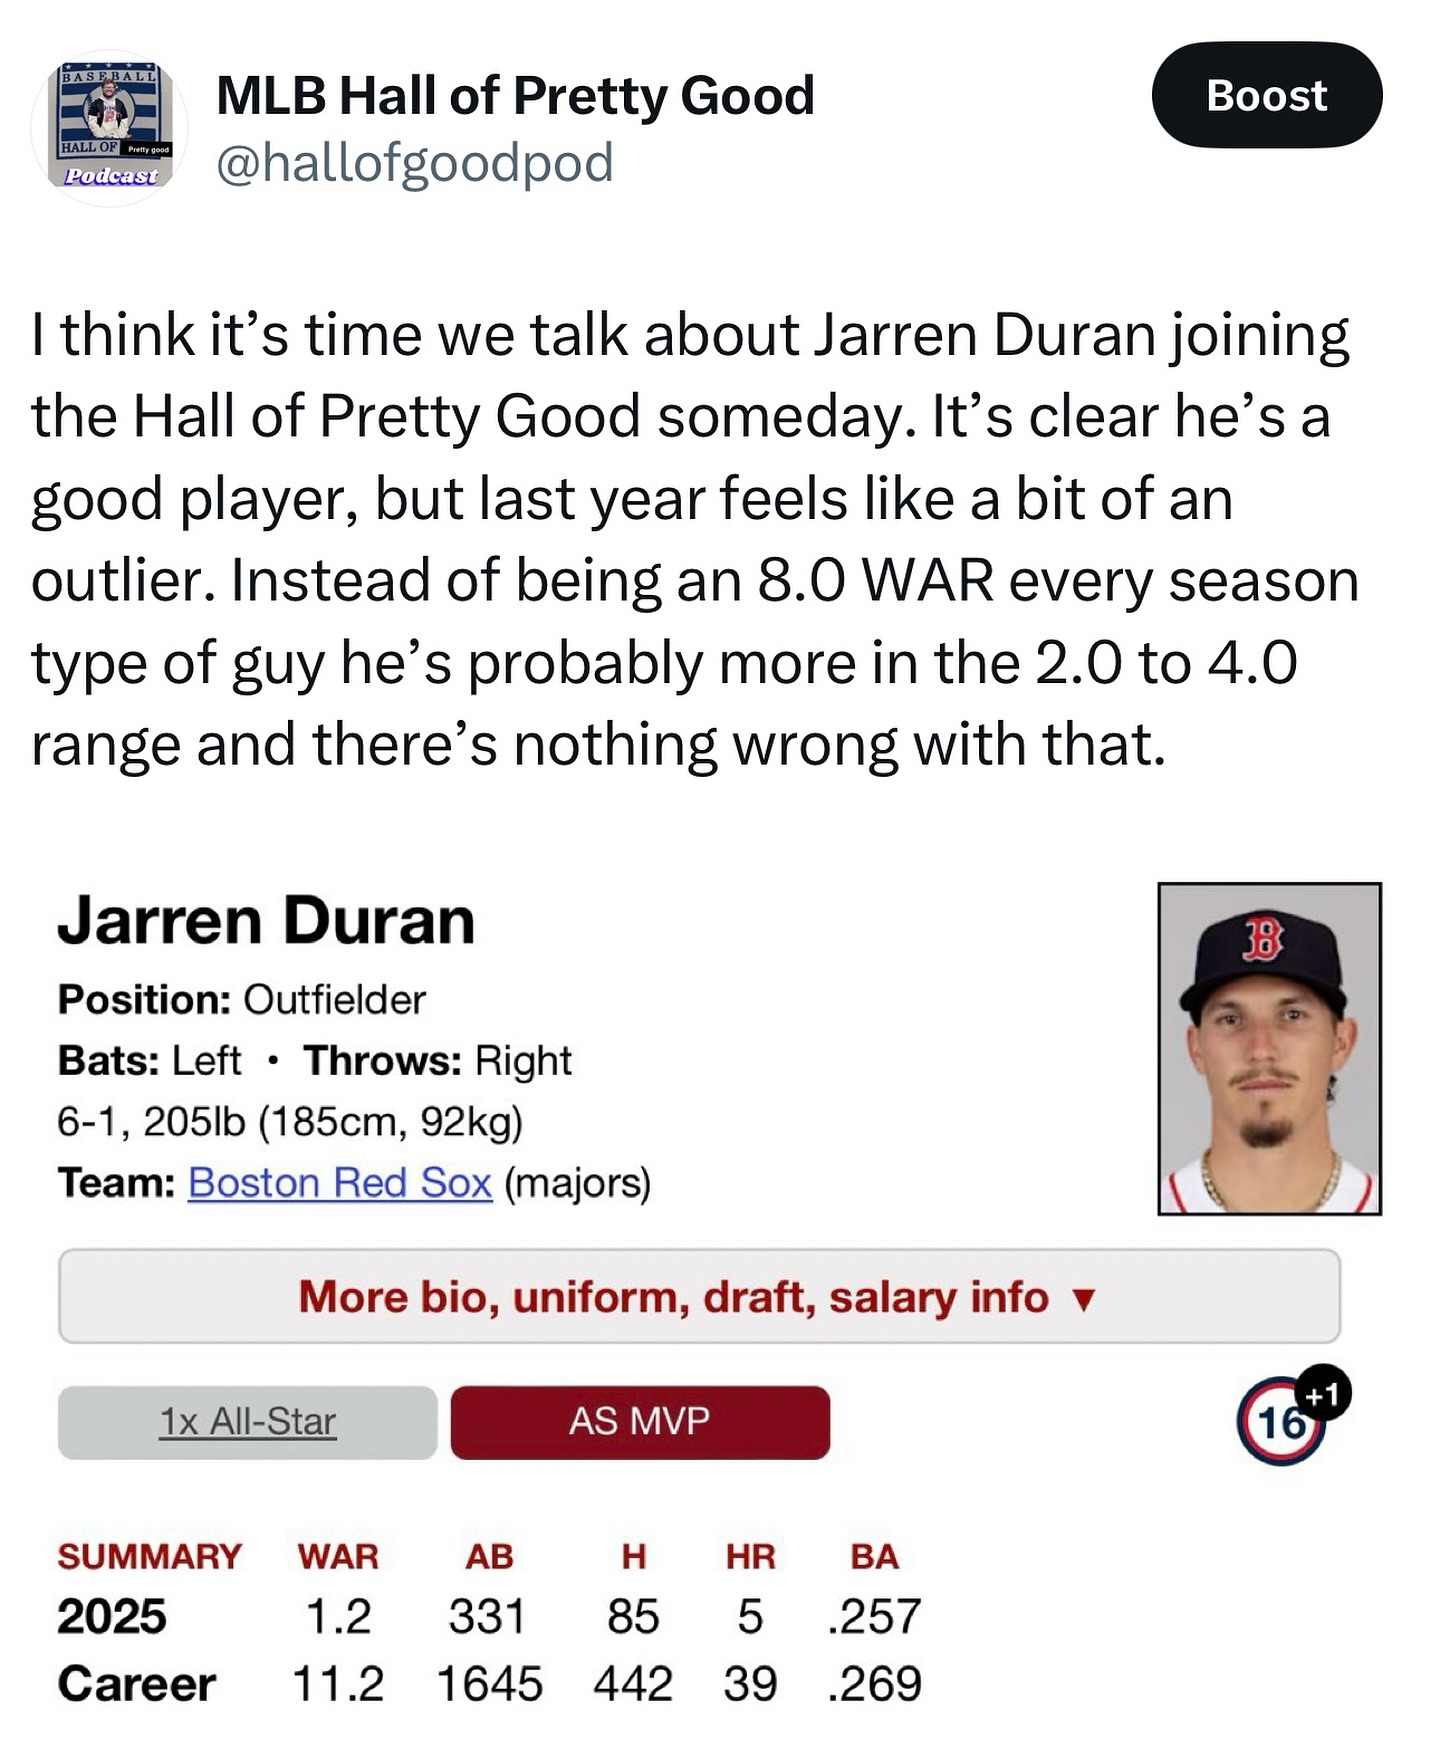 BASEBALL
HALL OF Pretty good
Podcast
MLB Hall of Pretty Good
@hallofgoodpod
Boost
I think it’s time we talk about Jarren Duran joining
the Hall of Pretty Good someday. It’s clear he’s a
good player, but last year feels like a bit of an
outlier. Instead of being an 8.0 WAR every season
type of guy he’s probably more in the 2.0 to 4.0
range and there’s nothing wrong with that.
Jarren Duran
Position: Outfielder
Bats: Left • Throws: Right
6-1, 205lb (185cm, 92kg)
Team: Boston Red Sox (majors)
B
More bio, uniform, draft, salary info ▼
1x All-Star AS MVP 16 +1
SUMMARY WAR AB H HR BA
2025 1.2 331 85 5 .257
Career 11.2 1645 442 39 .269